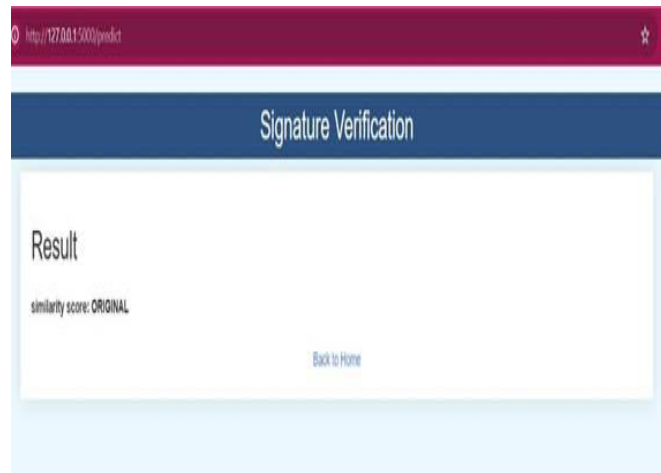 http://127.0.0.1:5000/predict
Signature Verification
Result
similarity score: ORIGINAL
Back to Home